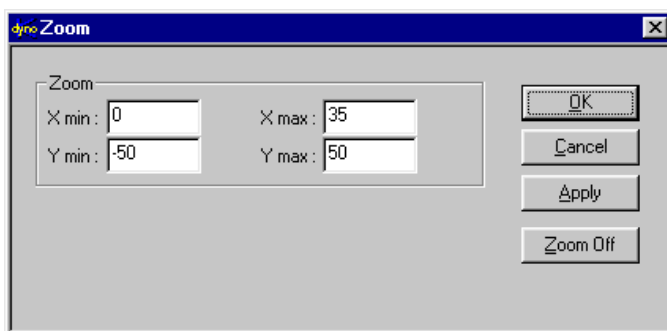 dyno Zoom
Zoom
X min : 0 X max : 35
Y min : -50 Y max : 50
OK
Cancel
Apply
Zoom Off